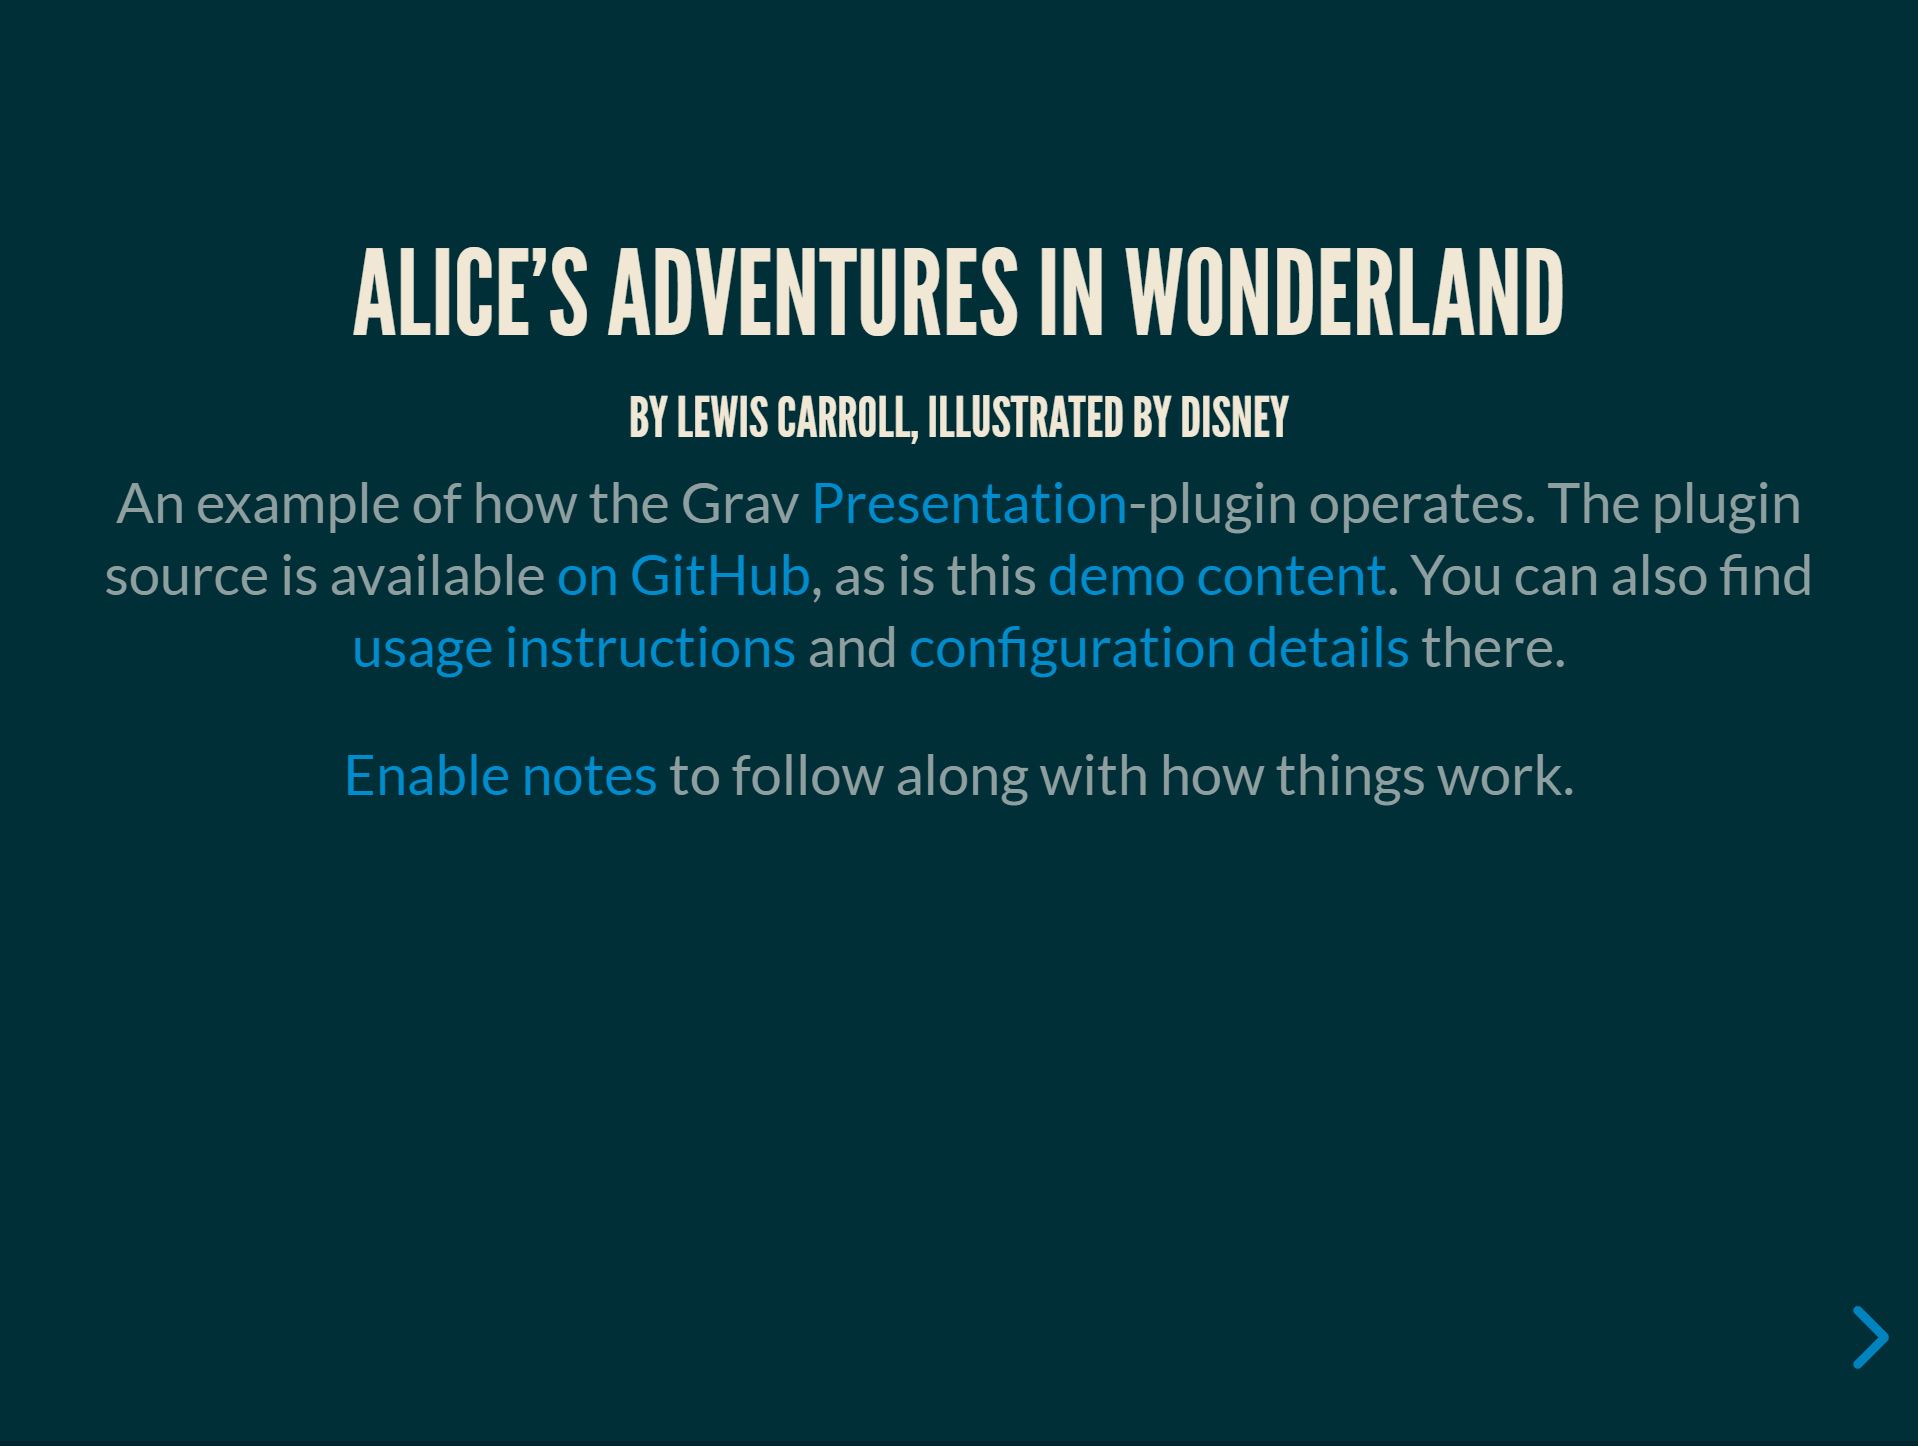 ALICE’S ADVENTURES IN WONDERLAND
BY LEWIS CARROLL, ILLUSTRATED BY DISNEY
An example of how the Grav Presentation-plugin operates. The plugin
source is available on GitHub, as is this demo content. You can also find
usage instructions and configuration details there.
Enable notes to follow along with how things work.